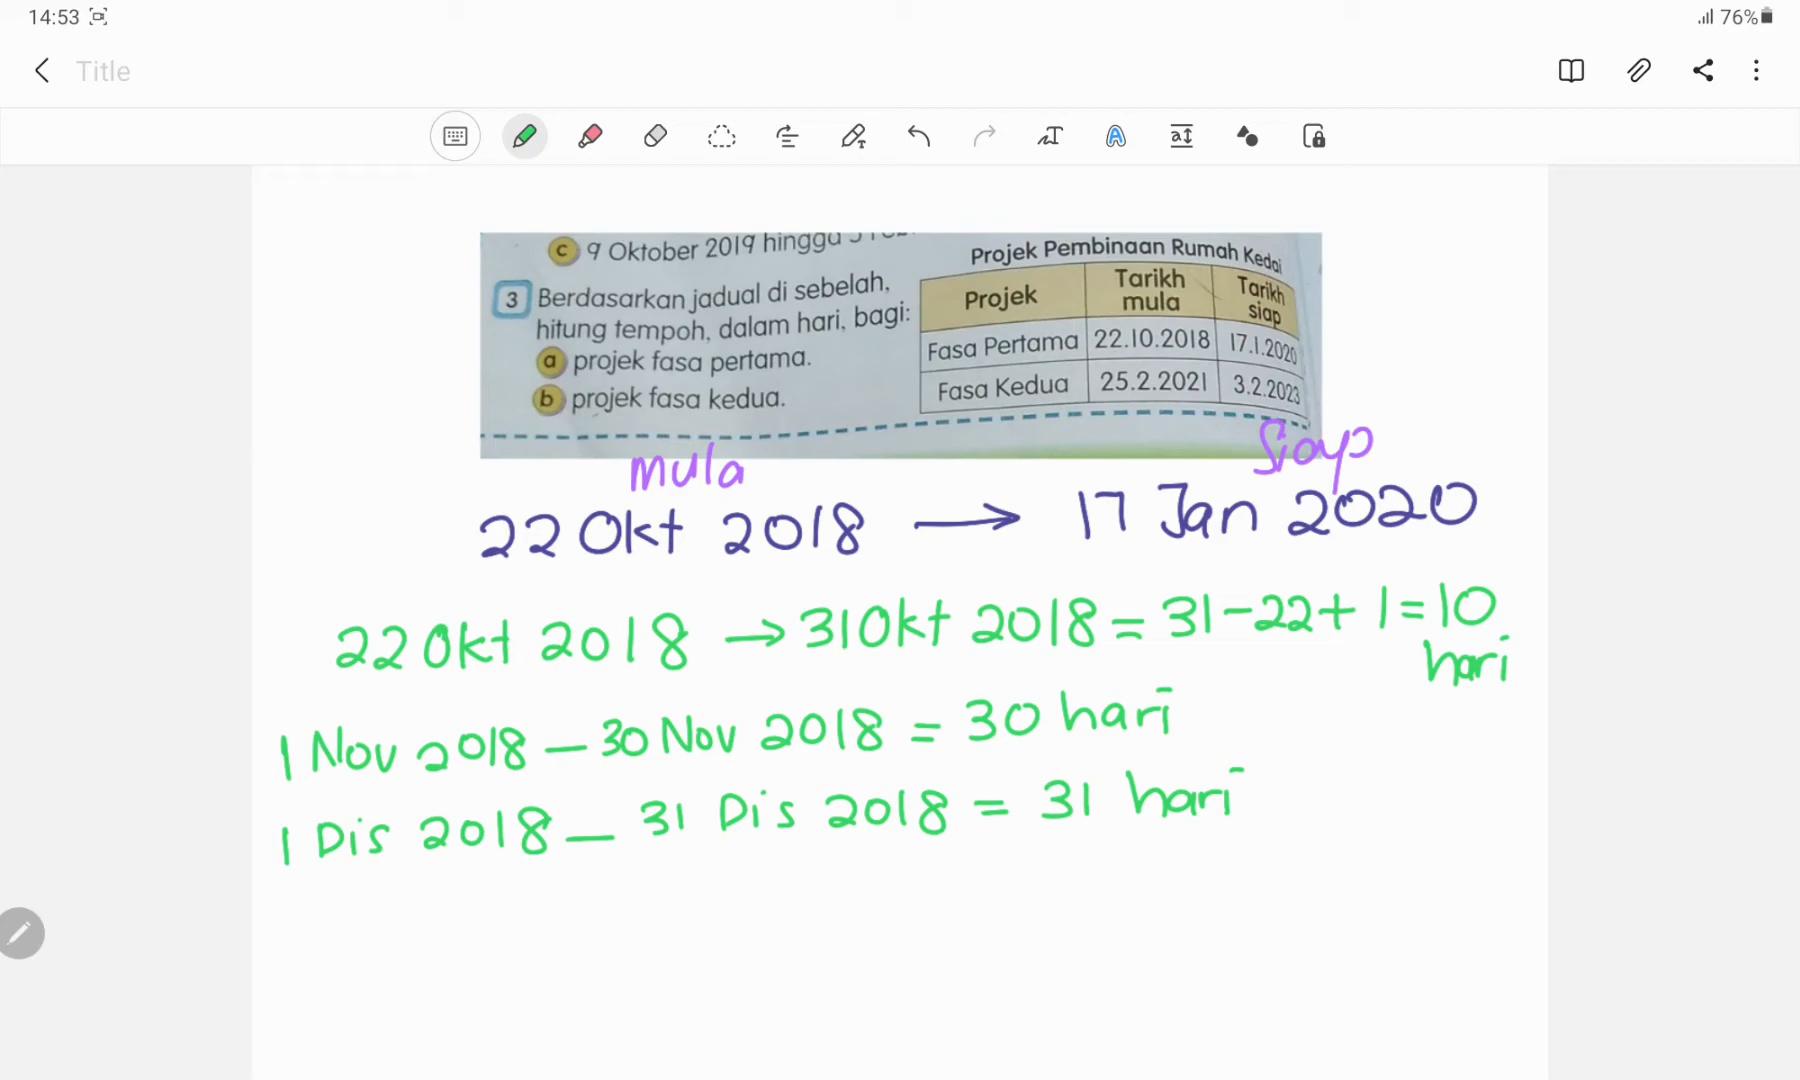 14:53
76%
Title
c 9 Oktober 2019 hingga
3 Berdasarkan jadual di sebelah,
hitung tempoh, dalam hari, bagi:
a projek fasa pertama.
b projek fasa kedua.
Projek Pembinaan Rumah Kedai
Projek Tarikh mula Tarikh siap
Fasa Pertama 22.10.2018 17.1.2020
Fasa Kedua 25.2.2021 3.2.2023
mula siap
22 Okt 2018 → 17 Jan 2020
22 Okt 2018 → 31 Okt 2018 = 31 - 22 + 1 = 10
hari
1 Nov 2018 – 30 Nov 2018 = 30 hari
1 Dis 2018 – 31 Dis 2018 = 31 hari